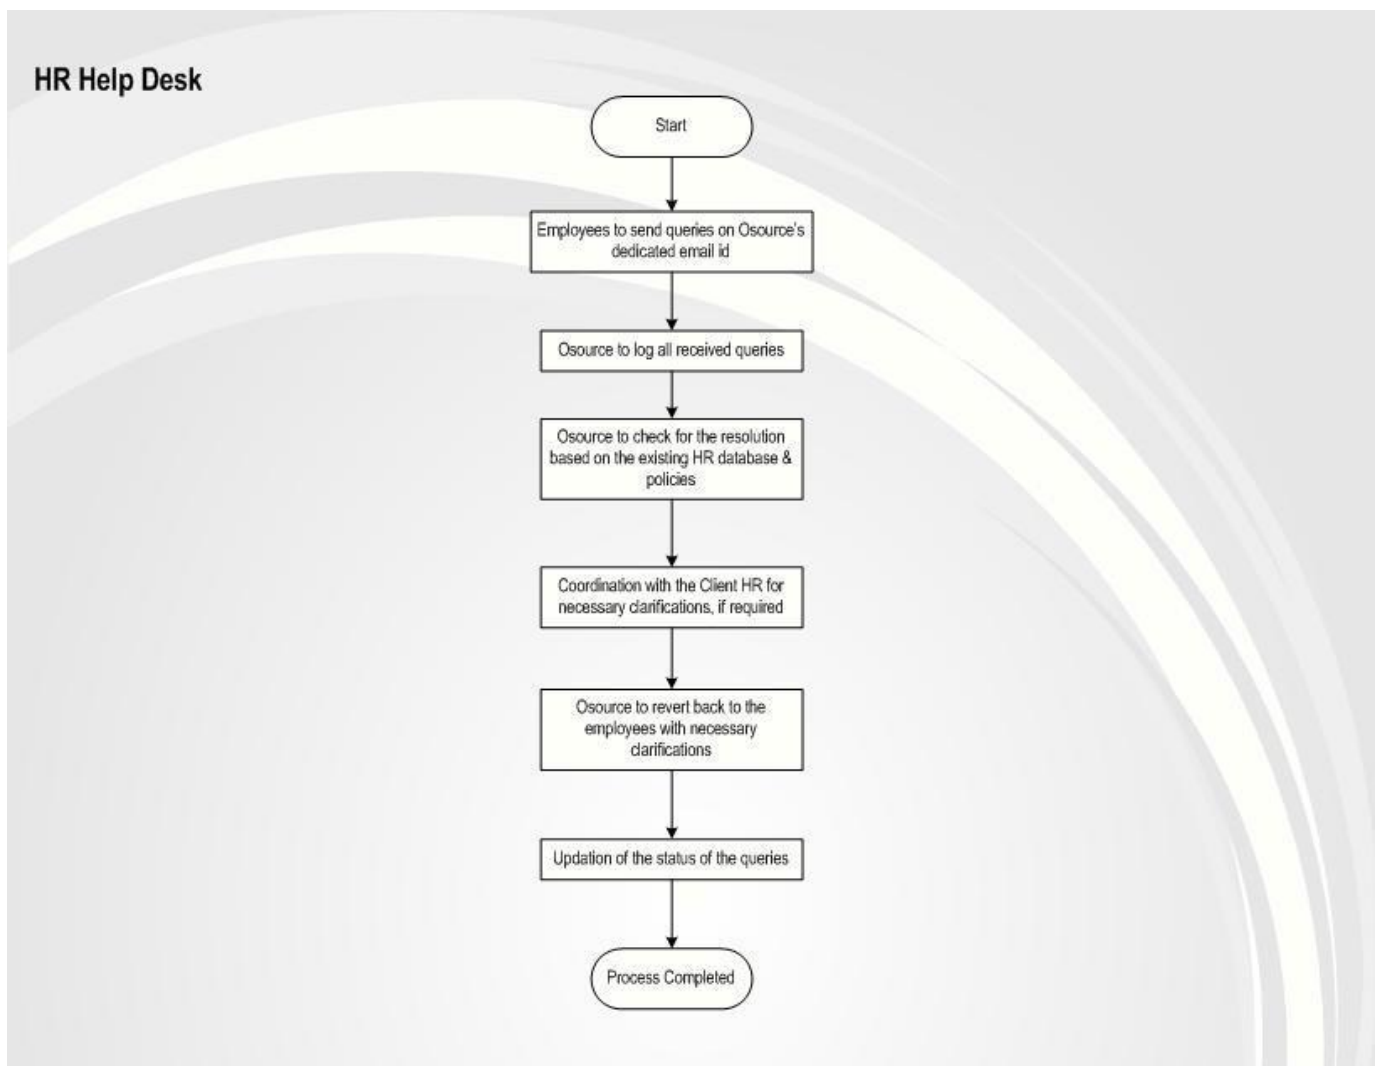 HR Help Desk
Start
Employees to send queries on Osource's
dedicated email id
Osource to log all received queries
Osource to check for the resolution
based on the existing HR database &
policies
Coordination with the Client HR for
necessary clarifications, if required
Osource to revert back to the
employees with necessary
clarifications
Updation of the status of the queries
Process Completed